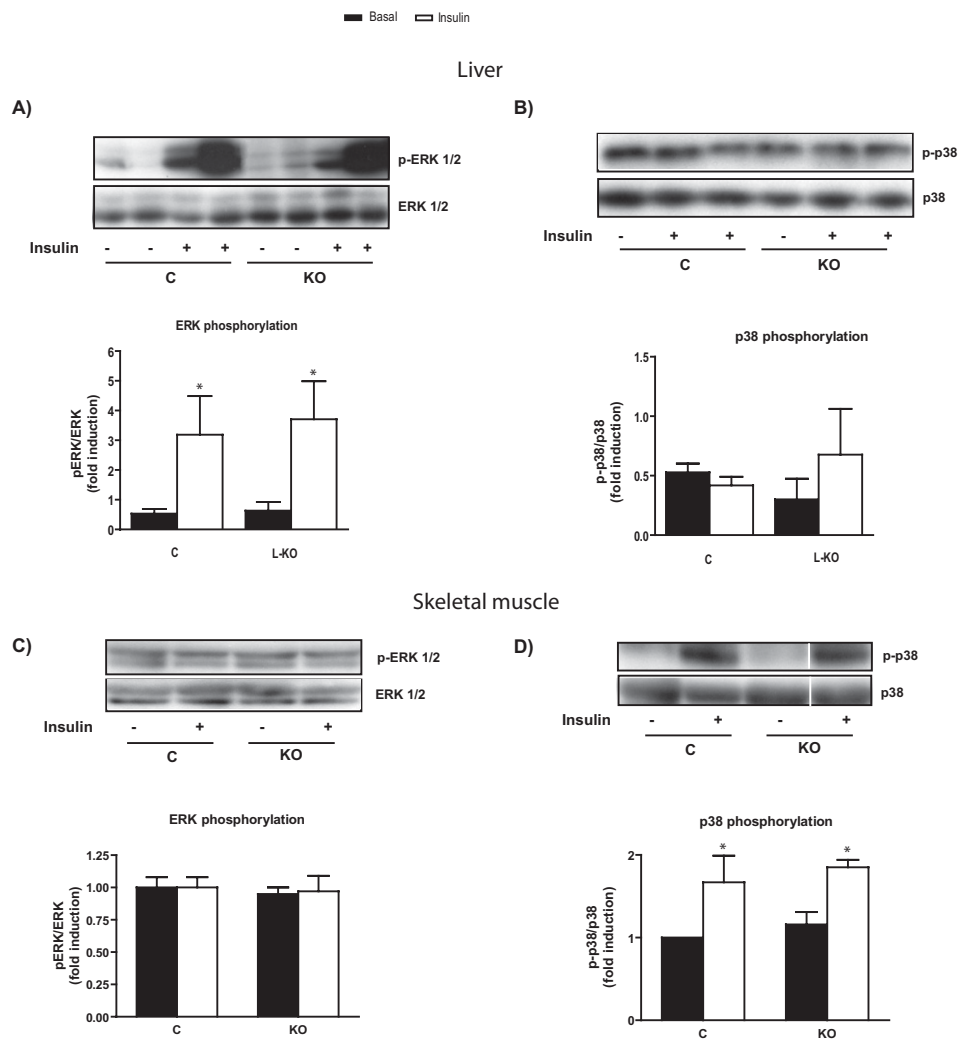 Basal Insulin
Liver
A)
p-ERK 1/2
ERK 1/2
Insulin - - + + - - + +
C KO
ERK phosphorylation
pERK/ERK
(fold induction)
6
5
4
3
2
1
0
* *
C L-KO
B)
p-p38
p38
Insulin - + + - + +
C KO
p38 phosphorylation
p-p38/p38
(fold induction)
1.5
1.0
0.5
0.0
C L-KO
Skeletal muscle
C)
p-ERK 1/2
ERK 1/2
Insulin - + - +
C KO
ERK phosphorylation
pERK/ERK
(fold induction)
1.25
1.00
0.75
0.50
0.25
0.00
C KO
D)
p-p38
p38
Insulin - + - +
C KO
p38 phosphorylation
p-p38/p38
(fold induction)
2
1
0
* *
C KO